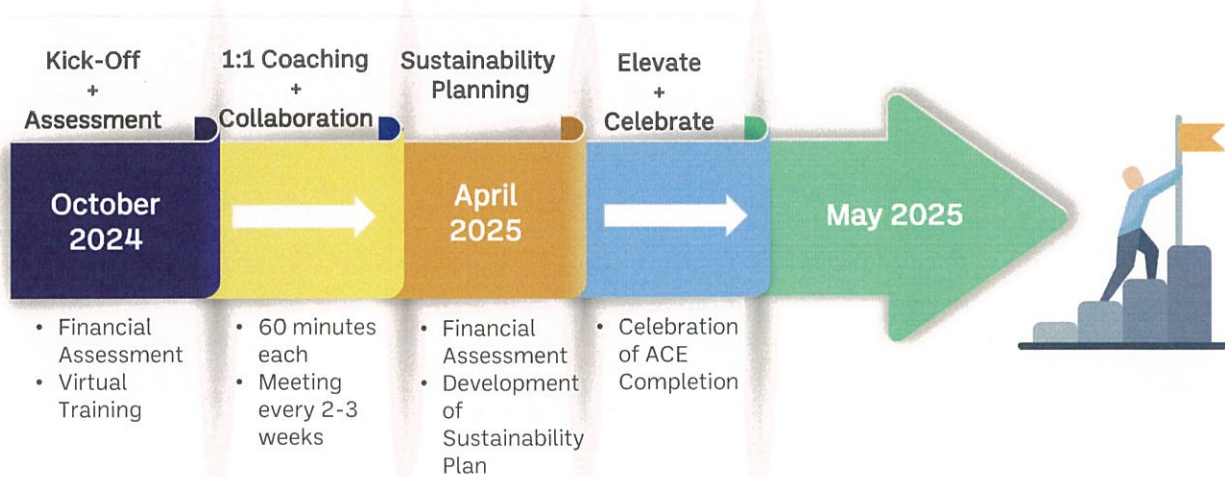 Kick-Off
+
Assessment
1:1 Coaching
+
Collaboration
Sustainability
Planning
Elevate
+
Celebrate
October
2024
April
2025
May 2025
• Financial
Assessment
• Virtual
Training
• 60 minutes
each
• Meeting
every 2-3
weeks
• Financial
Assessment
• Development
of
Sustainability
Plan
• Celebration
of ACE
Completion